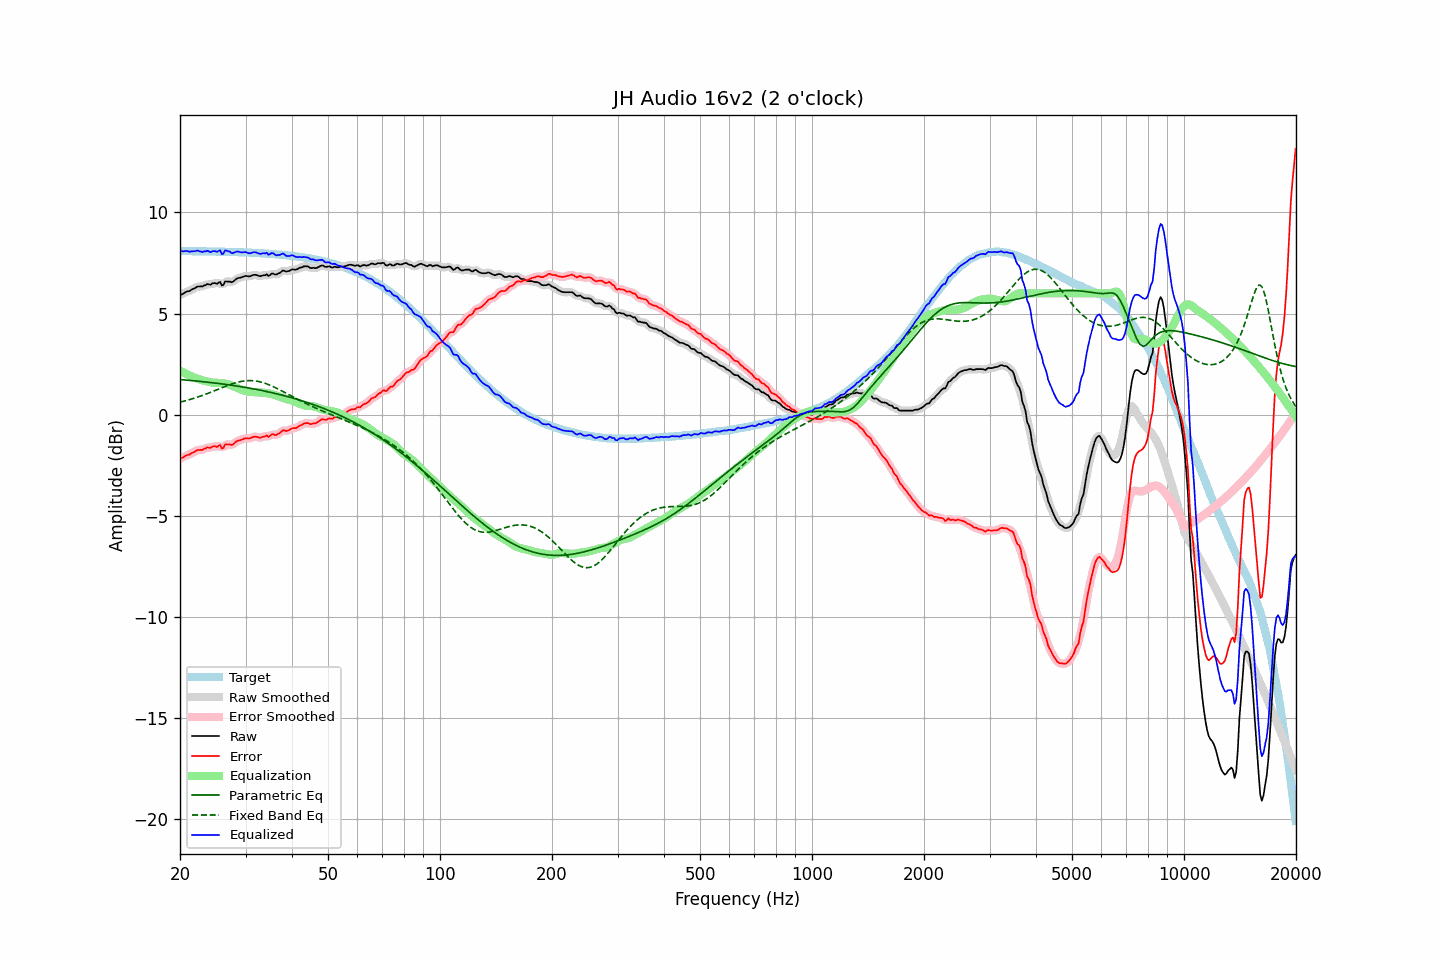 JH Audio 16v2 (2 o'clock)
Amplitude (dBr)
10
5
0
−5
−10
−15
−20
Target
Raw Smoothed
Error Smoothed
Raw
Error
Equalization
Parametric Eq
Fixed Band Eq
Equalized
20
50
100
200
500
1000
2000
5000
10000
20000
Frequency (Hz)